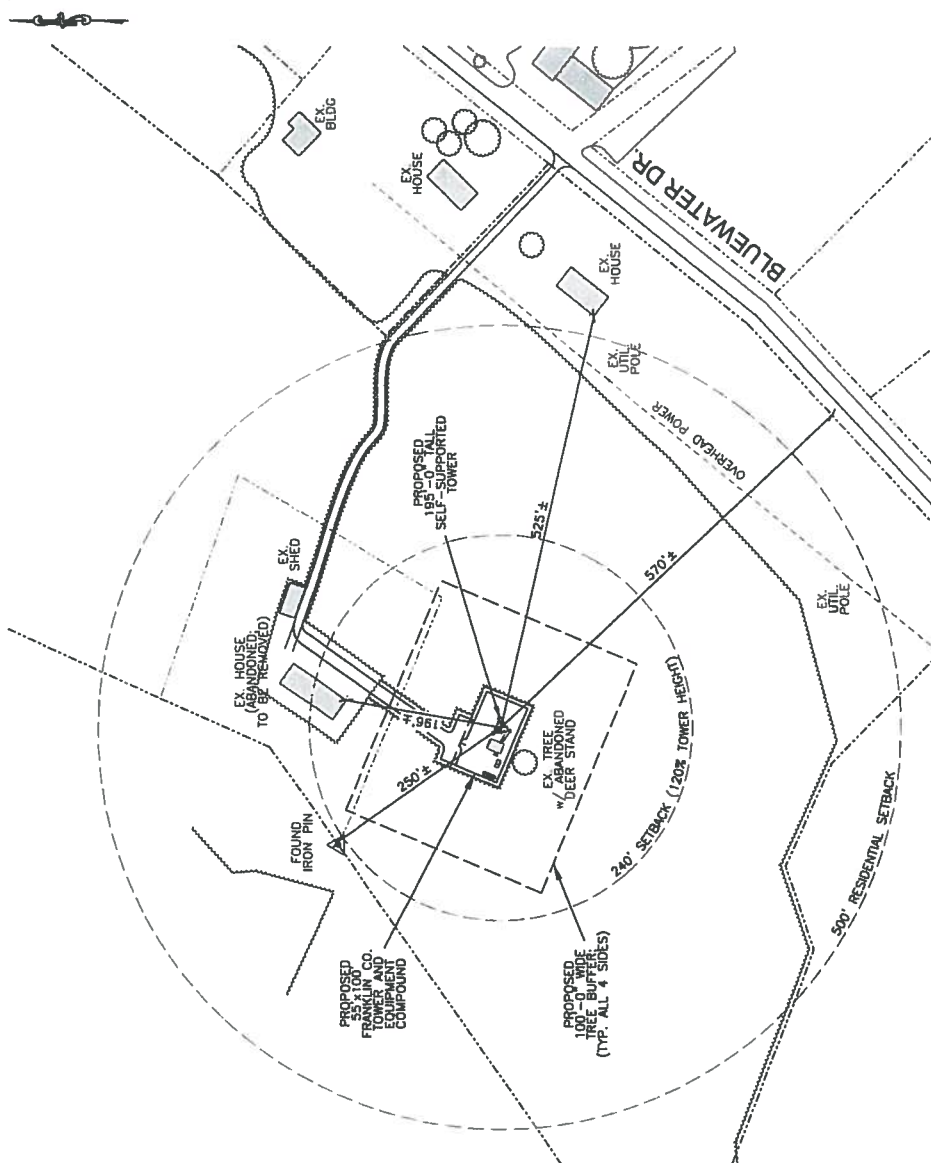 EX.
BLDG
EX.
HOUSE
BLUEWATER DR.
EX.
HOUSE
EX.
UTIL
POLE
OVERHEAD POWER
PROPOSED
195'-0" TALL
SELF-SUPPORTED
TOWER
525'±
570'±
EX.
SHED
EX. HOUSE
(ABANDONED;
TO BE REMOVED)
196'±
250'±
EX.
UTIL
POLE
FOUND
IRON PIN
EX. TREE
w/ ABANDONED
DEER STAND
240' SETBACK (120% TOWER HEIGHT)
500' RESIDENTIAL SETBACK
PROPOSED
55'x100'
FRANKLIN CO.
TOWER AND
EQUIPMENT
COMPOUND
PROPOSED
100'-0" WIDE
TREE BUFFER
(TYP. ALL 4 SIDES)